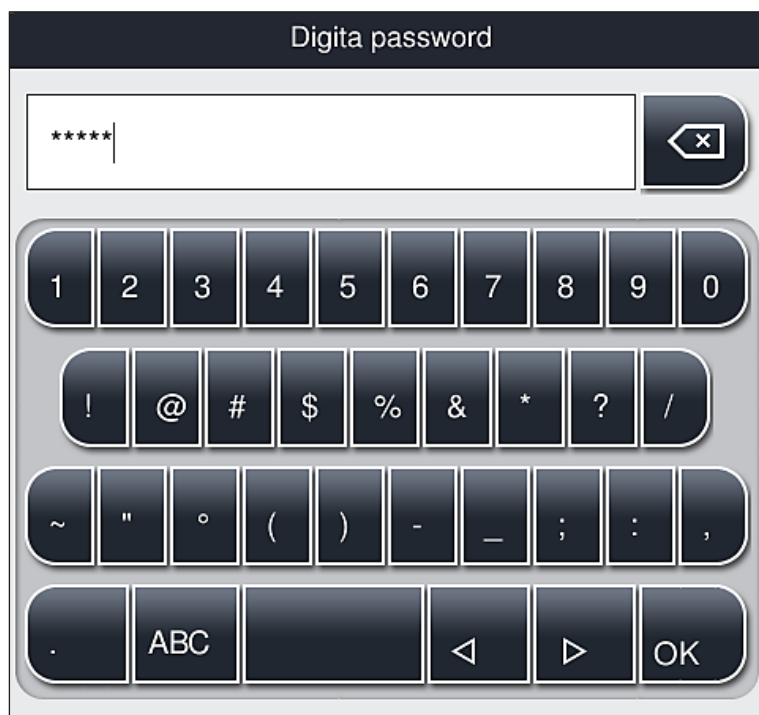 Digita password
*****
1 2 3 4 5 6 7 8 9 0
! @ # $ % & * ? /
~ " ° ( ) - _ ; : ,
. ABC OK